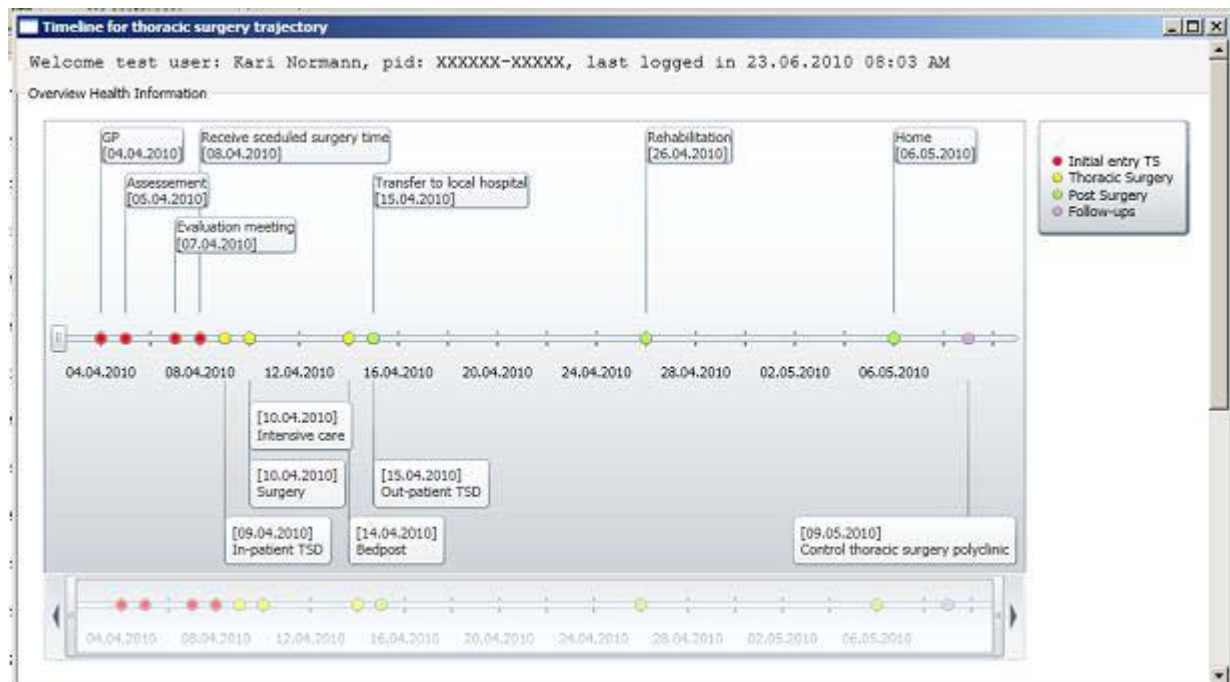 Timeline for thoracic surgery trajectory
Welcome test user: Kari Normann, pid: XXXXXX-XXXXX, last logged in 23.06.2010 08:03 AM
Overview Health Information
GP
[04.04.2010]
Receive sceduled surgery time
[08.04.2010]
Rehabilitation
[26.04.2010]
Home
[06.05.2010]
Assessement
[05.04.2010]
Transfer to local hospital
[15.04.2010]
Evaluation meeting
[07.04.2010]
Initial entry TS
Thoracic Surgery
Post Surgery
Follow-ups
04.04.2010 08.04.2010 12.04.2010 16.04.2010 20.04.2010 24.04.2010 28.04.2010 02.05.2010 06.05.2010
[10.04.2010]
Intensive care
[10.04.2010]
Surgery
[15.04.2010]
Out-patient TSD
[09.04.2010]
In-patient TSD
[14.04.2010]
Bedpost
[09.05.2010]
Control thoracic surgery polyclinic
04.04.2010 08.04.2010 12.04.2010 16.04.2010 20.04.2010 24.04.2010 28.04.2010 02.05.2010 06.05.2010